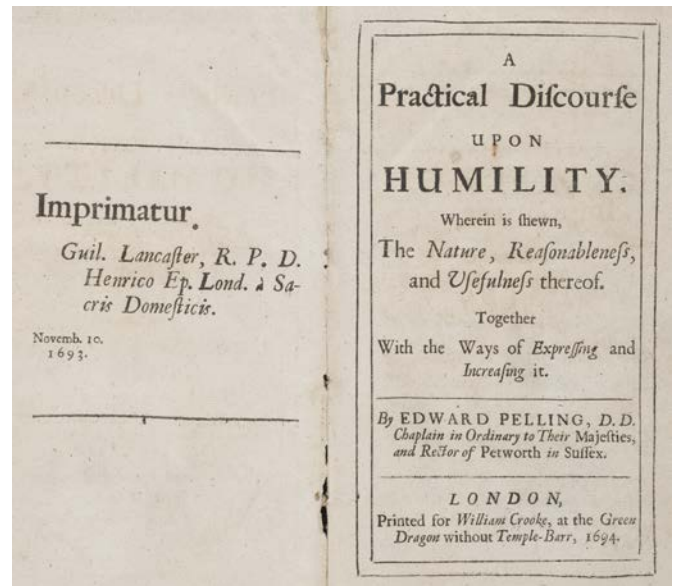 Imprimatur.
Guil. Lancaſter, R. P. D.
Henrico Ep. Lond. à Sa-
cris Domeſticis.
Novemb. 10.
1693.
A
Practical Diſcourſe
UPON
HUMILITY.
Wherein is ſhewn,
The Nature, Reaſonableneſs,
and Uſefulneſs thereof.
Together
With the Ways of Expreſſing and
Increaſing it.
By EDWARD PELLING, D. D.
Chaplain in Ordinary to Their Majeſties,
and Rector of Petworth in Suſſex.
LONDON,
Printed for William Crooke, at the Green
Dragon without Temple-Barr, 1694.